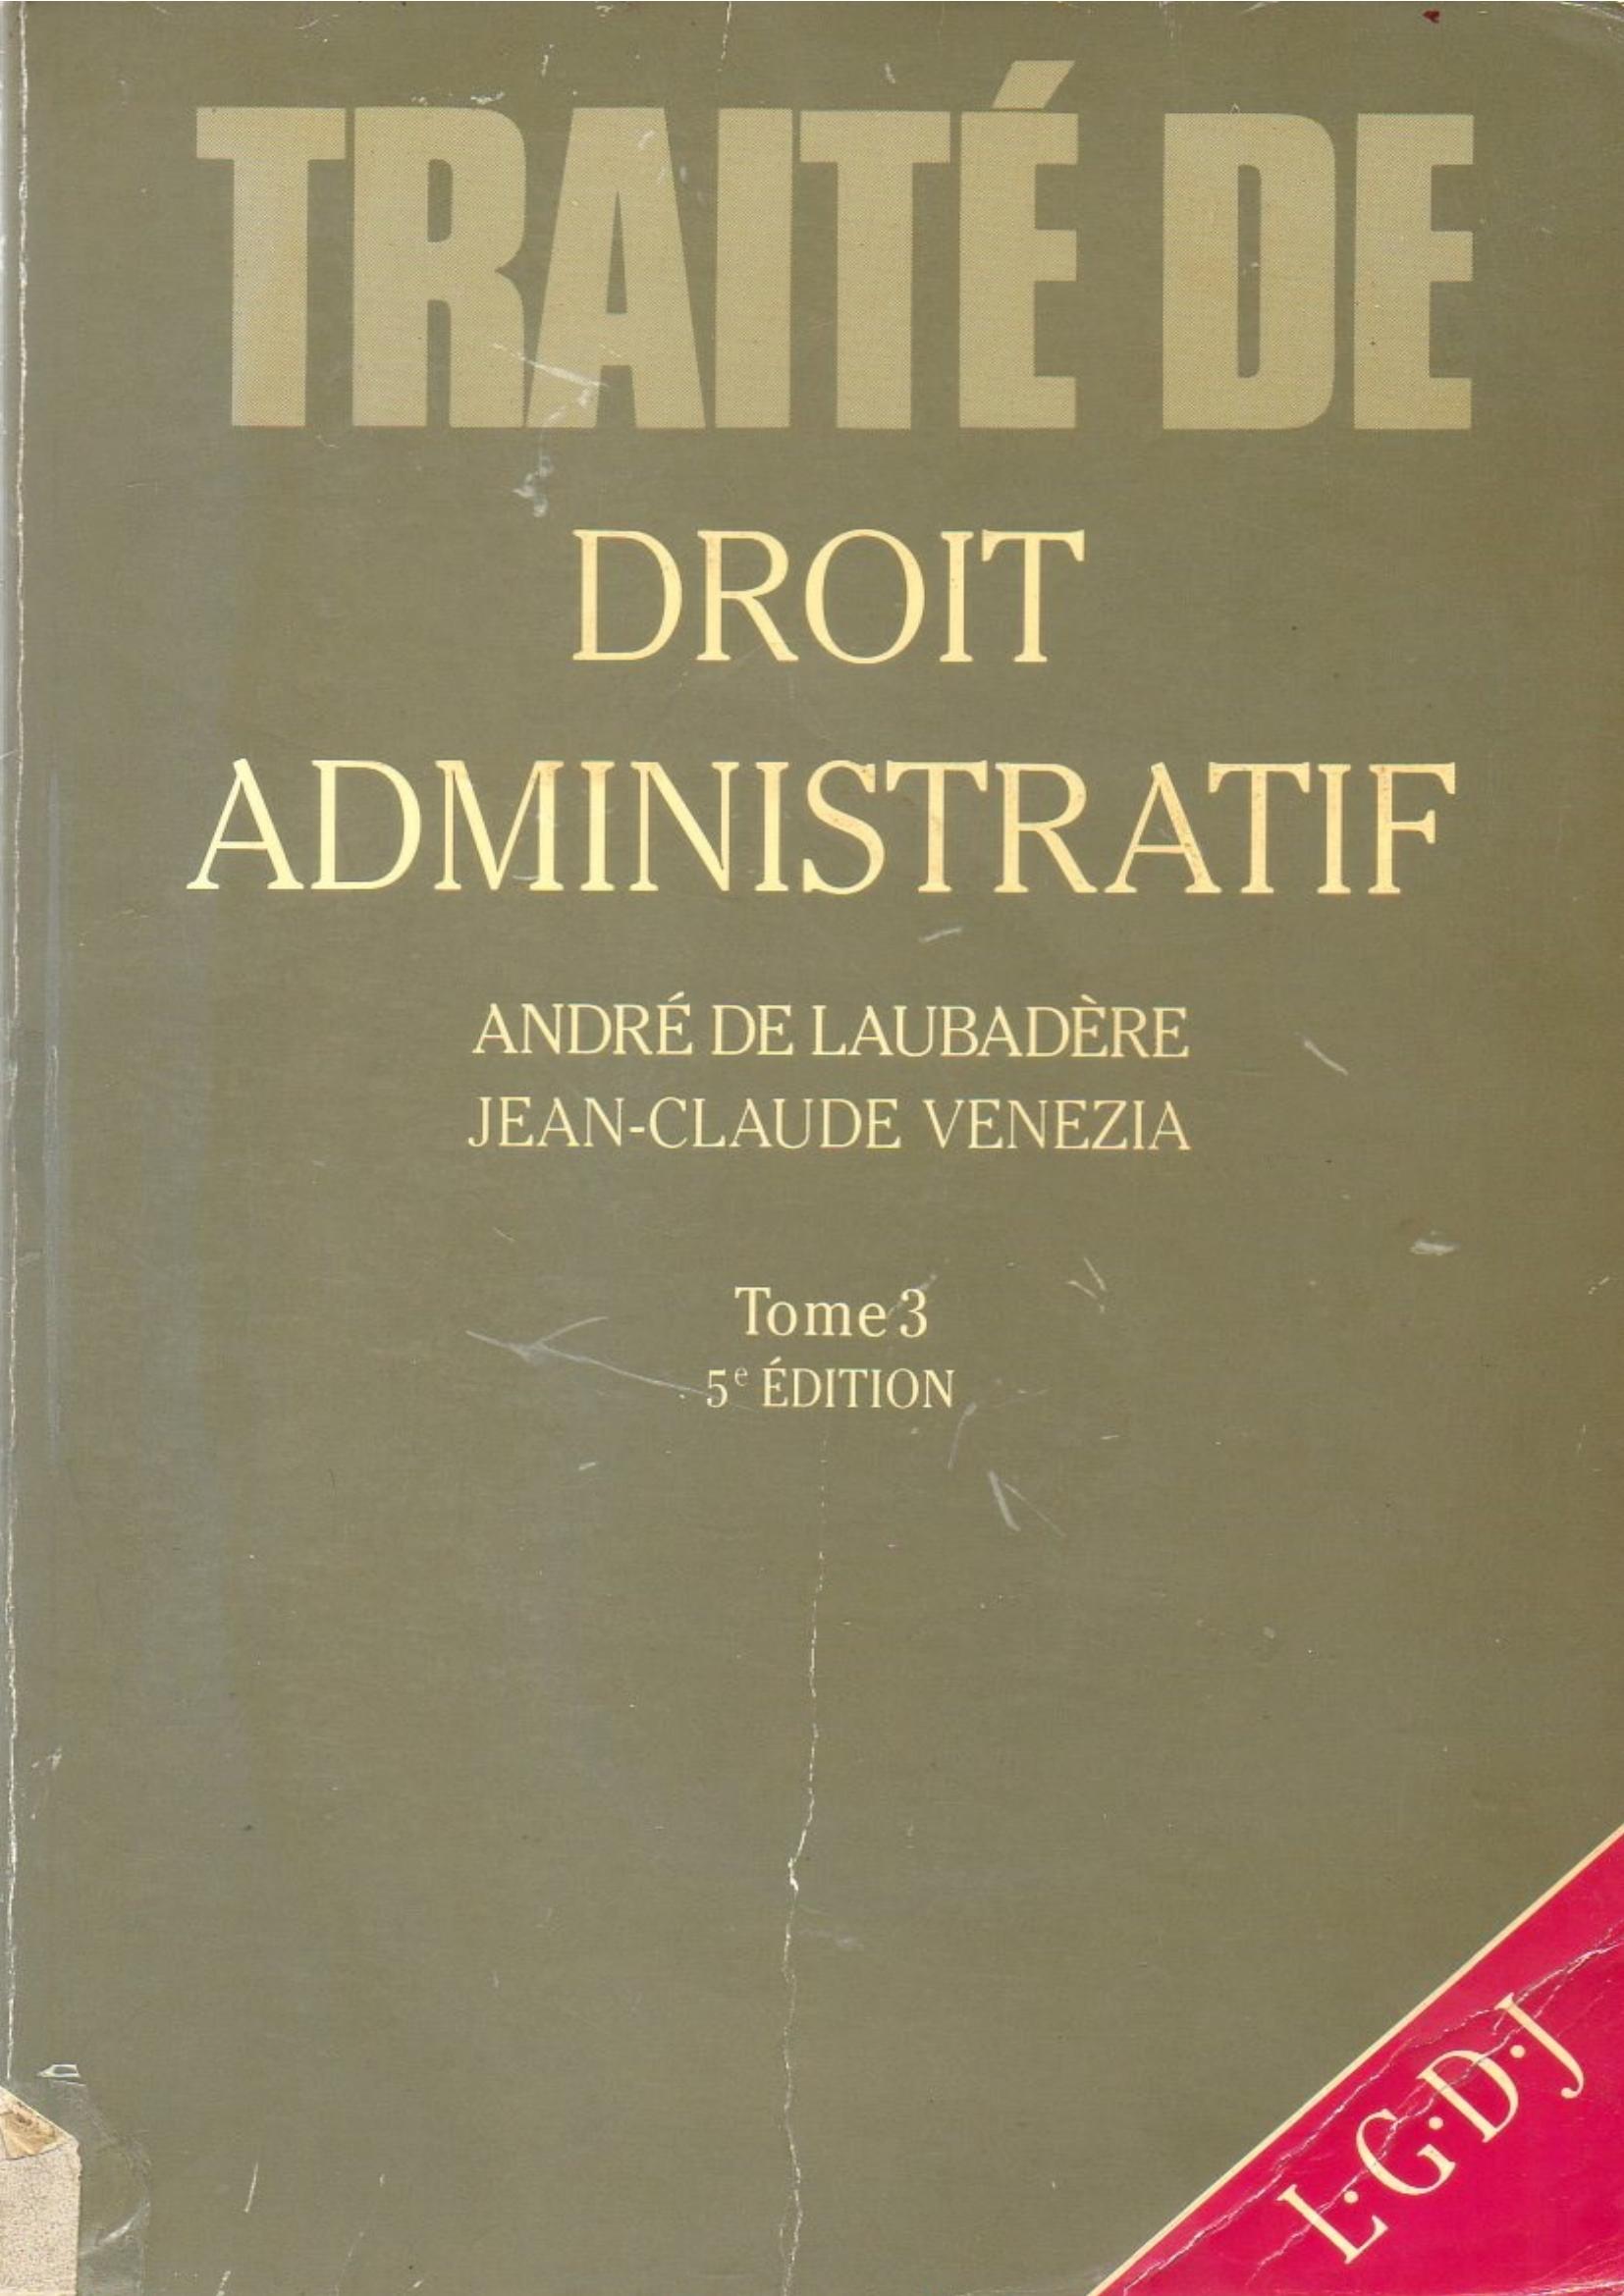 TRAITÉ DE
DROIT
ADMINISTRATIF
ANDRÉ DE LAUBADÈRE
JEAN-CLAUDE VENEZIA
Tome 3
5e ÉDITION
L·G·D·J